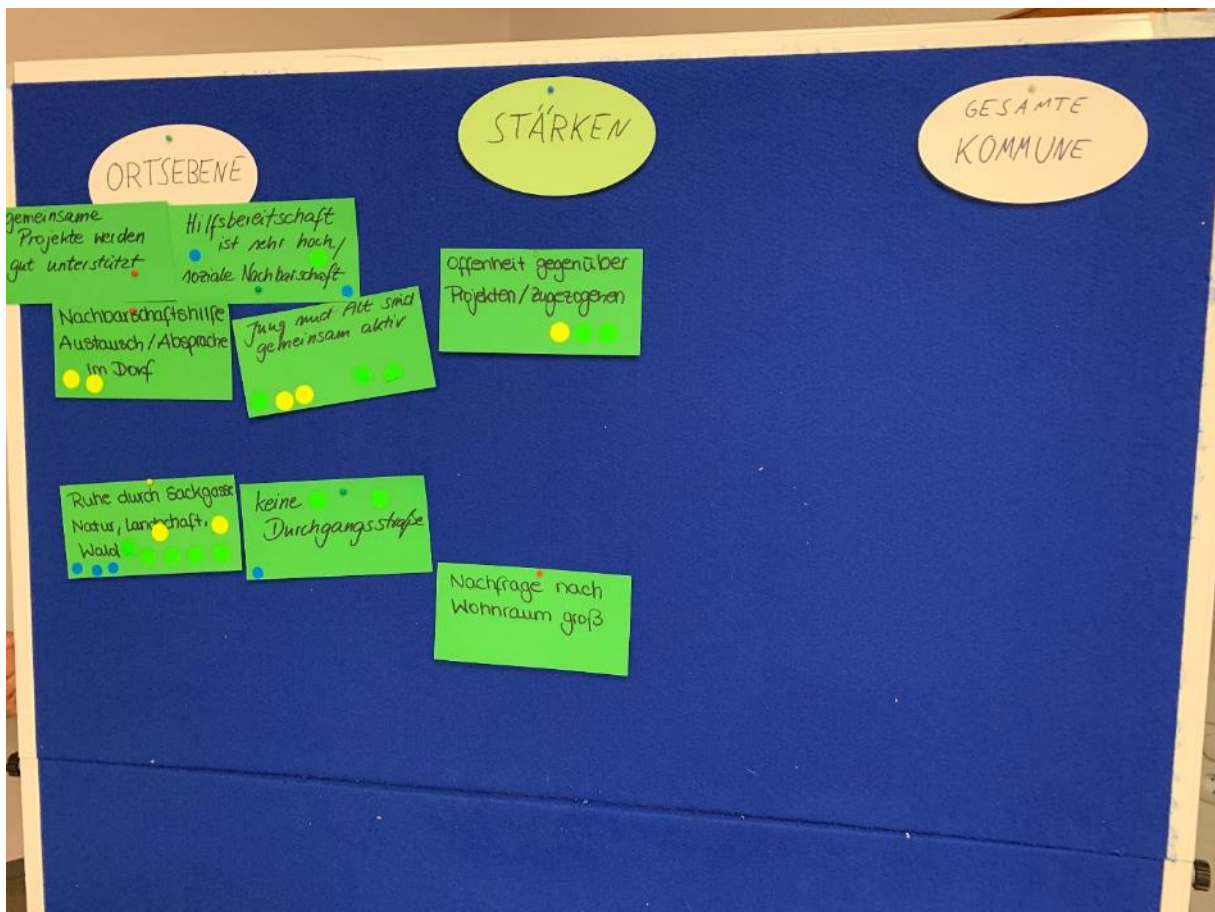 STÄRKEN
GESAMTE
KOMMUNE
ORTSEBENE
gemeinsame
Projekte werden
gut unterstützt
Hilfsbereitschaft
ist sehr hoch/
soziale Nachbarschaft
Offenheit gegenüber
Projekten/Zugezogenen
Nachbarschaftshilfe
Austausch/Absprache
im Dorf
Jung und Alt sind
gemeinsam aktiv
Ruhe durch Sackgasse
Natur, Landschaft,
Wald
keine
Durchgangsstraße
Nachfrage nach
Wohnraum groß